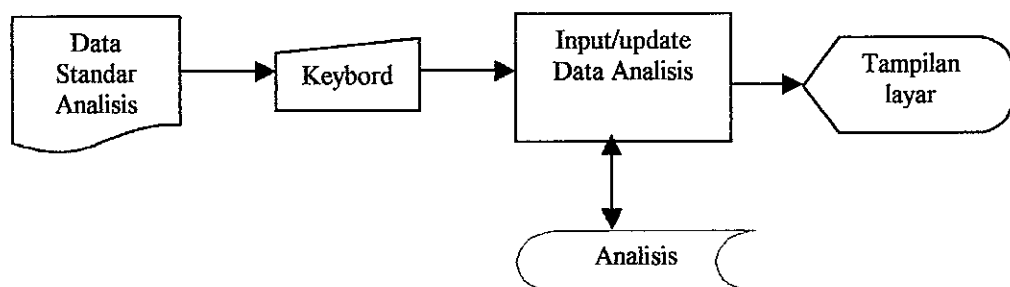 Data
Standar
Analisis
Keybord
Input/update
Data Analisis
Tampilan
layar
Analisis